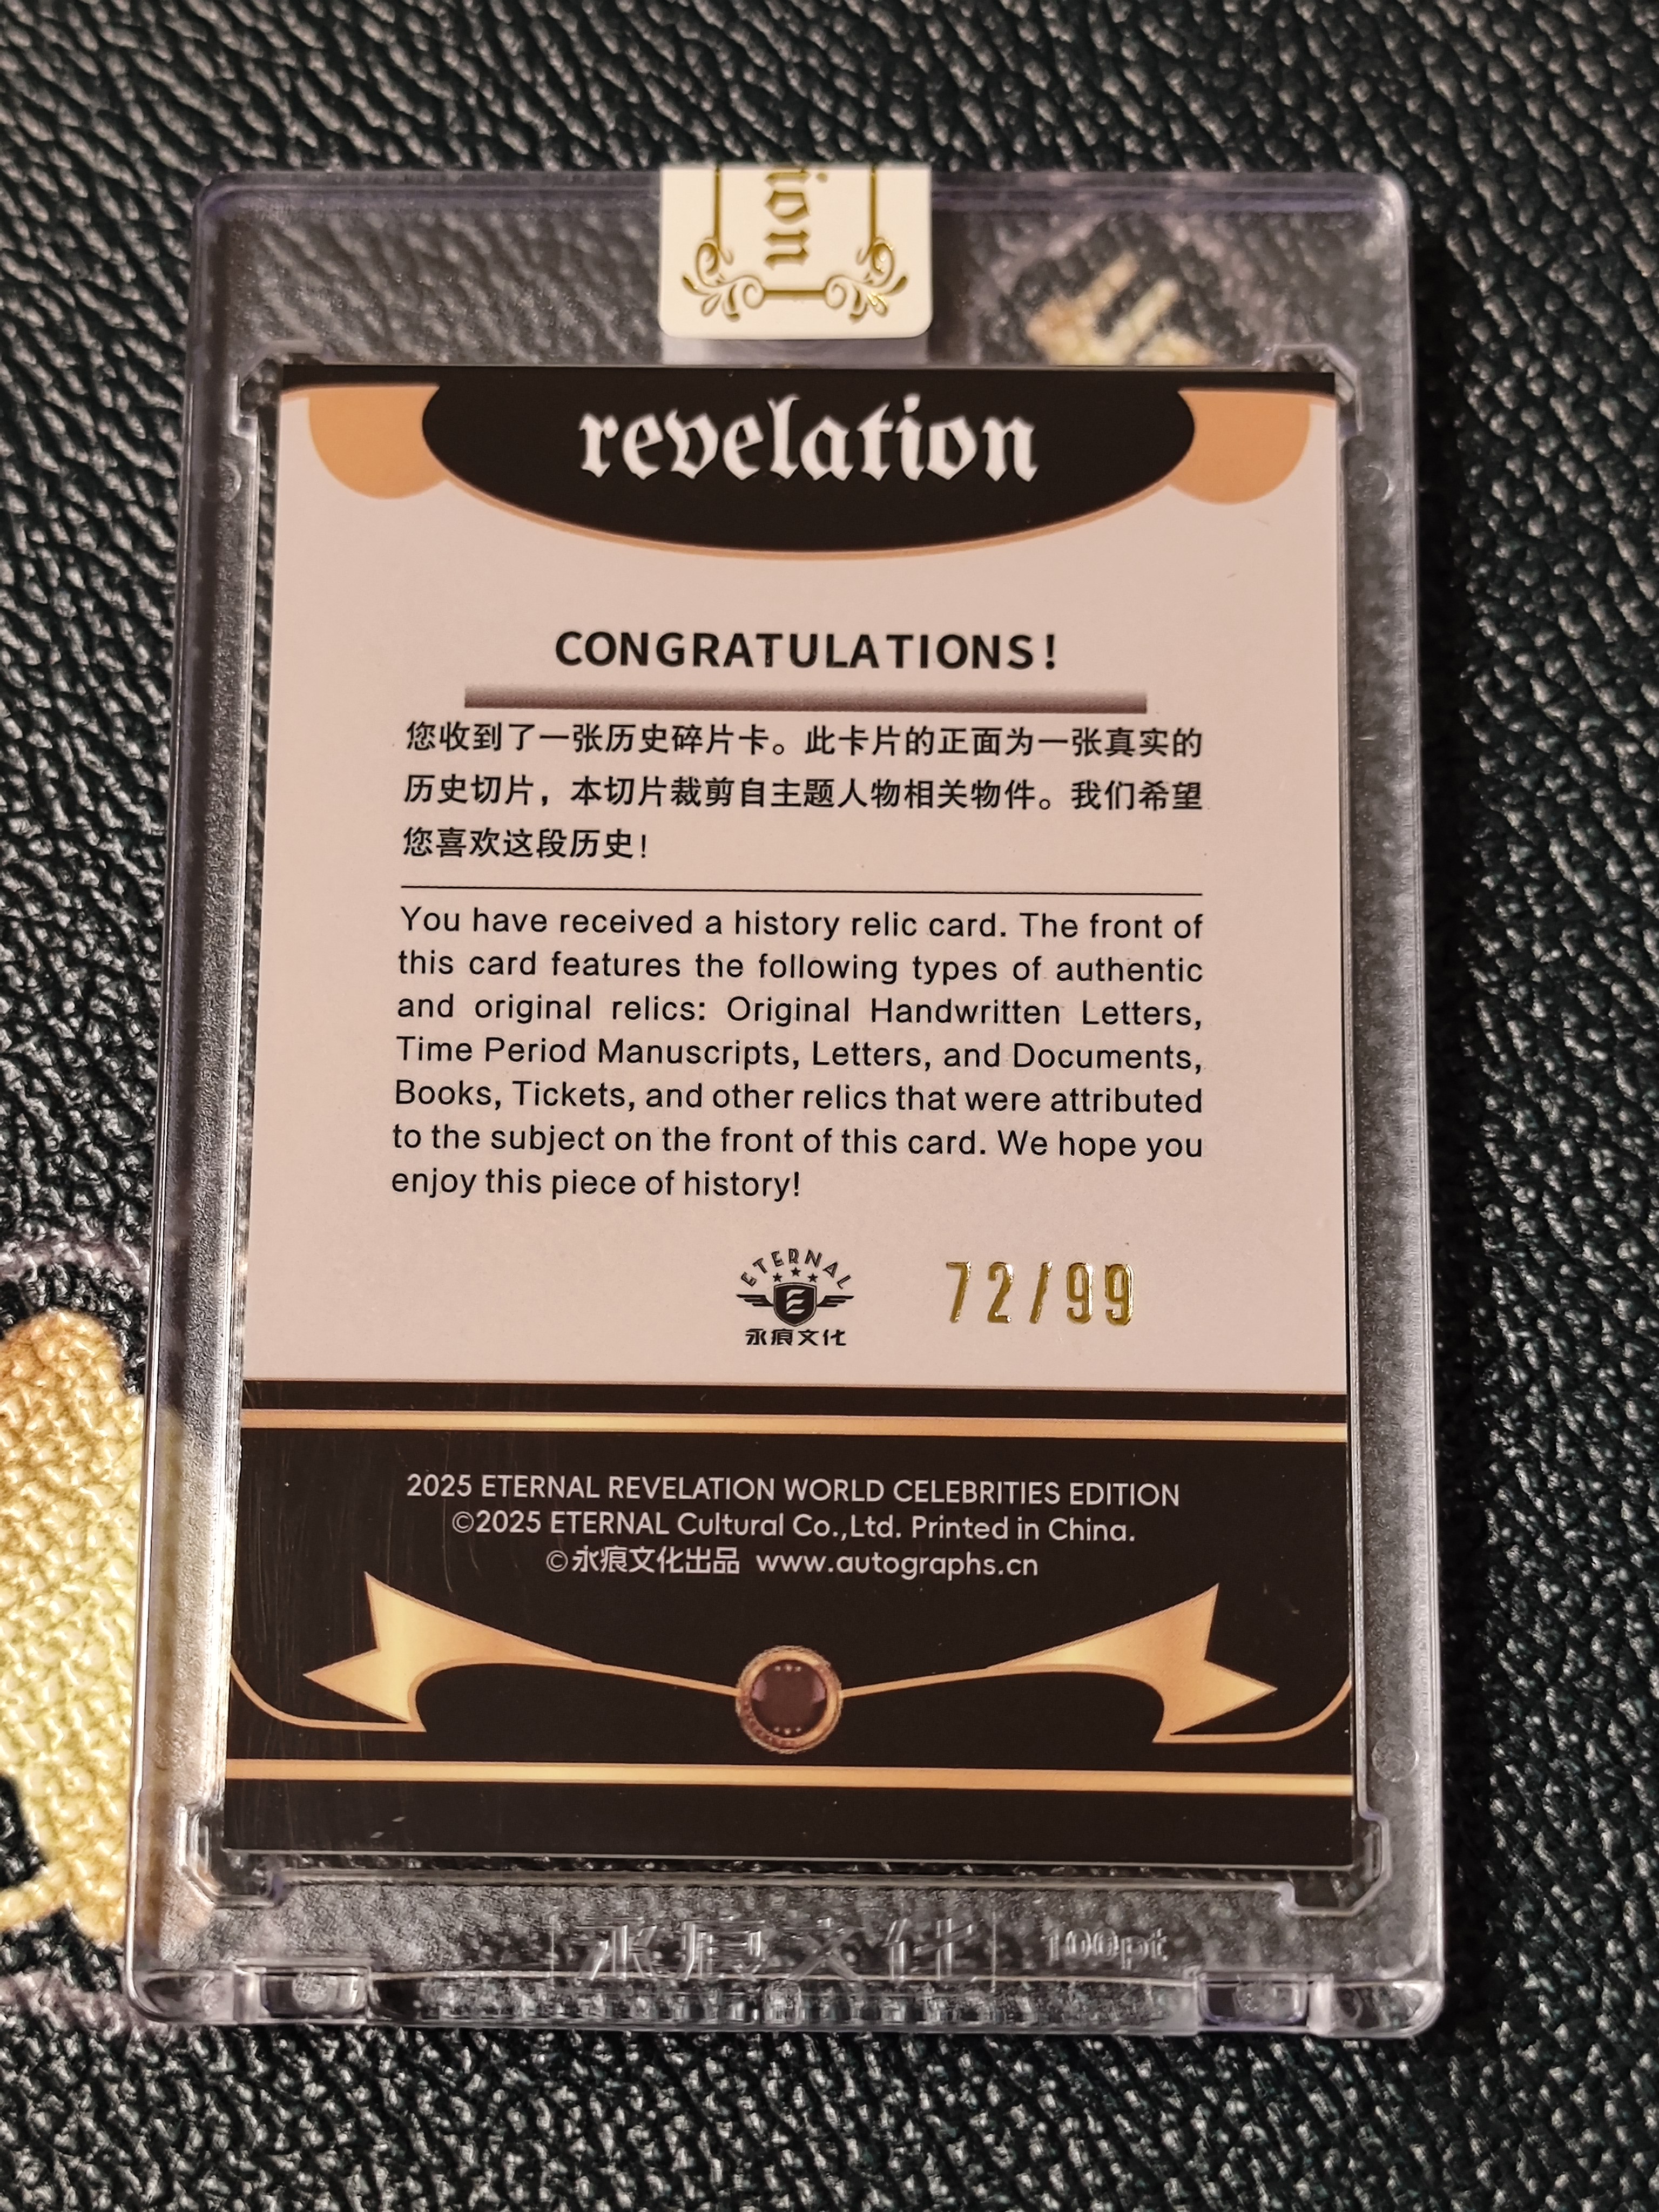 ion
revelation
CONGRATULATIONS!
您收到了一张历史碎片卡。此卡片的正面为一张真实的
历史切片，本切片裁剪自主题人物相关物件。我们希望
您喜欢这段历史！
You have received a history relic card. The front of
this card features the following types of authentic
and original relics: Original Handwritten Letters,
Time Period Manuscripts, Letters, and Documents,
Books, Tickets, and other relics that were attributed
to the subject on the front of this card. We hope you
enjoy this piece of history!
ETERNAL
E
永痕文化
72/99
2025 ETERNAL REVELATION WORLD CELEBRITIES EDITION
©2025 ETERNAL Cultural Co.,Ltd. Printed in China.
©永痕文化出品 www.autographs.cn
永痕文化 100pt